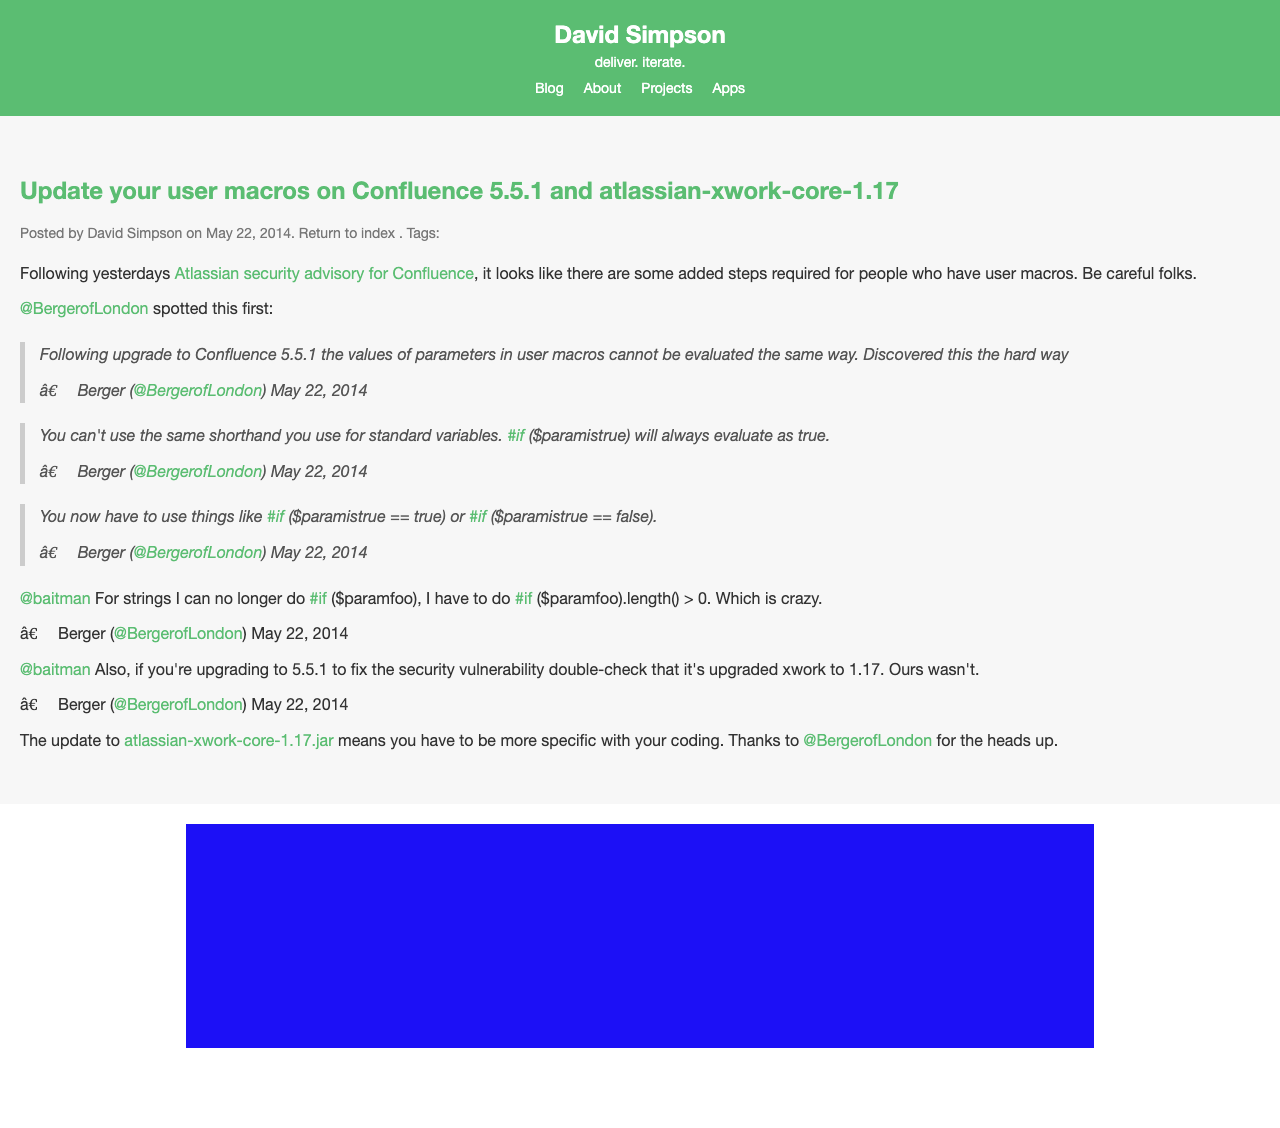 David Simpson
deliver. iterate.
Blog About Projects Apps
Update your user macros on Confluence 5.5.1 and atlassian-xwork-core-1.17
Posted by David Simpson on May 22, 2014. Return to index . Tags:
Following yesterdays Atlassian security advisory for Confluence, it looks like there are some added steps required for people who have user macros. Be careful folks.
@BergerofLondon spotted this first:
Following upgrade to Confluence 5.5.1 the values of parameters in user macros cannot be evaluated the same way. Discovered this the hard way
â€ Berger (@BergerofLondon) May 22, 2014
You can't use the same shorthand you use for standard variables. #if ($paramistrue) will always evaluate as true.
â€ Berger (@BergerofLondon) May 22, 2014
You now have to use things like #if ($paramistrue == true) or #if ($paramistrue == false).
â€ Berger (@BergerofLondon) May 22, 2014
@baitman For strings I can no longer do #if ($paramfoo), I have to do #if ($paramfoo).length() > 0. Which is crazy.
â€ Berger (@BergerofLondon) May 22, 2014
@baitman Also, if you're upgrading to 5.5.1 to fix the security vulnerability double-check that it's upgraded xwork to 1.17. Ours wasn't.
â€ Berger (@BergerofLondon) May 22, 2014
The update to atlassian-xwork-core-1.17.jar means you have to be more specific with your coding. Thanks to @BergerofLondon for the heads up.